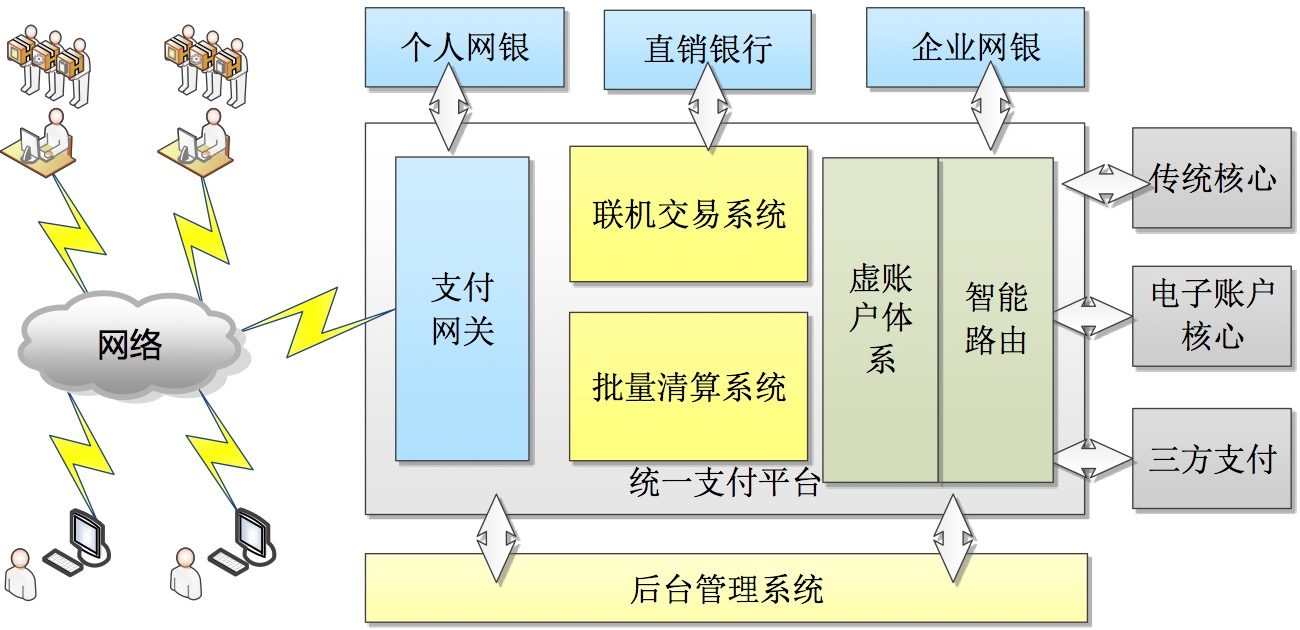 个人网银
直销银行
企业网银
传统核心
联机交易系统
虚账
户体
系
智能
路由
支付
网关
电子账户
核心
网络
批量清算系统
三方支付
统一支付平台
后台管理系统